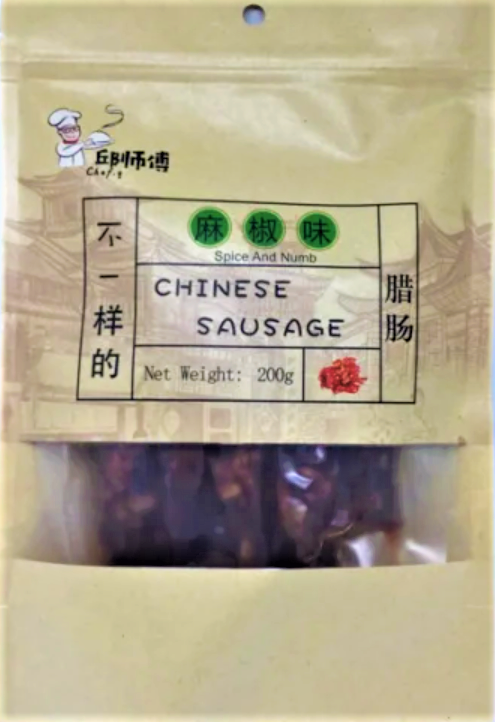 邱师傅
Chef·q
不一样的
麻椒味
Spice And Numb
CHINESE
SAUSAGE
Net Weight: 200g
腊肠